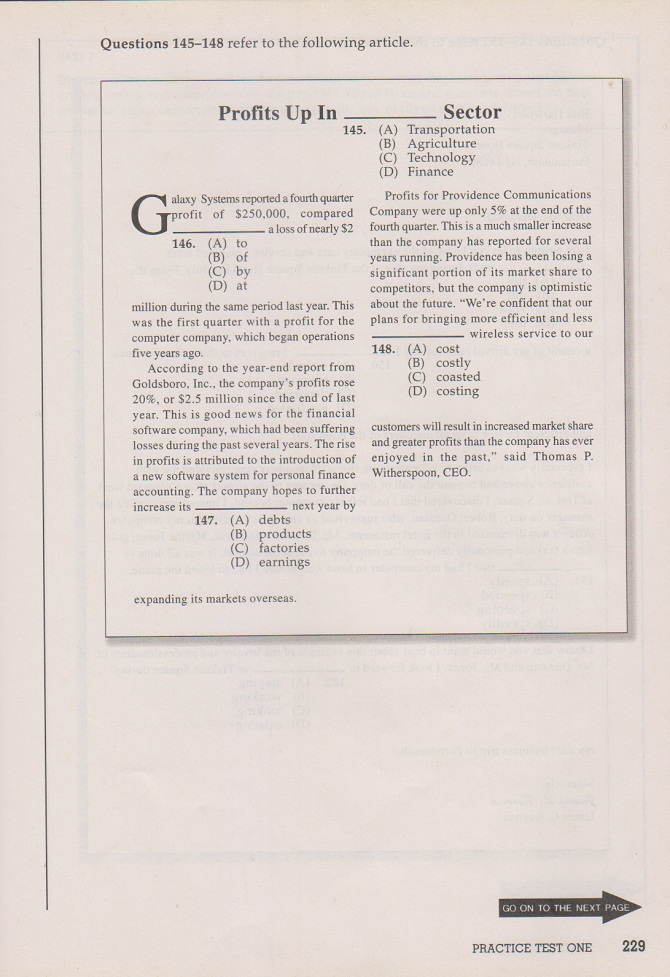 Questions 145–148 refer to the following article.
Profits Up In ________ Sector
145. (A) Transportation
(B) Agriculture
(C) Technology
(D) Finance
Galaxy Systems reported a fourth quarter
profit of $250,000, compared
________ a loss of nearly $2
146. (A) to
(B) of
(C) by
(D) at
million during the same period last year. This
was the first quarter with a profit for the
computer company, which began operations
five years ago.
According to the year-end report from
Goldsboro, Inc., the company's profits rose
20%, or $2.5 million since the end of last
year. This is good news for the financial
software company, which had been suffering
losses during the past several years. The rise
in profits is attributed to the introduction of
a new software system for personal finance
accounting. The company hopes to further
increase its ________ next year by
147. (A) debts
(B) products
(C) factories
(D) earnings
expanding its markets overseas.
Profits for Providence Communications
Company were up only 5% at the end of the
fourth quarter. This is a much smaller increase
than the company has reported for several
years running. Providence has been losing a
significant portion of its market share to
competitors, but the company is optimistic
about the future. “We're confident that our
plans for bringing more efficient and less
________ wireless service to our
148. (A) cost
(B) costly
(C) coasted
(D) costing
customers will result in increased market share
and greater profits than the company has ever
enjoyed in the past,” said Thomas P.
Witherspoon, CEO.
GO ON TO THE NEXT PAGE
PRACTICE TEST ONE 229